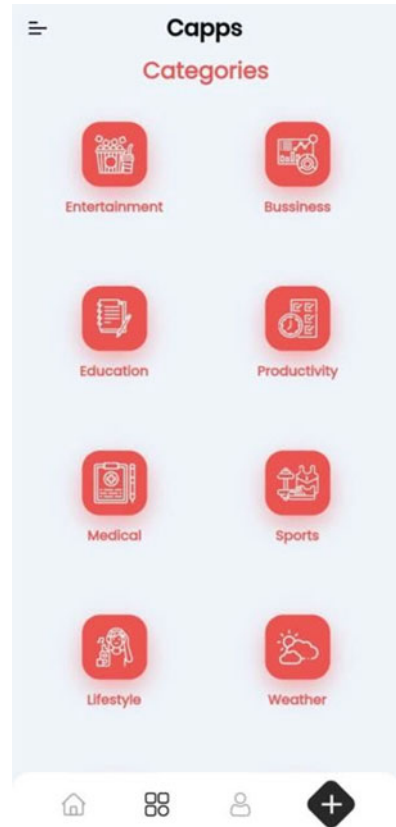 Capps
Categories
Entertainment
Bussiness
Education
Productivity
Medical
Sports
Lifestyle
Weather